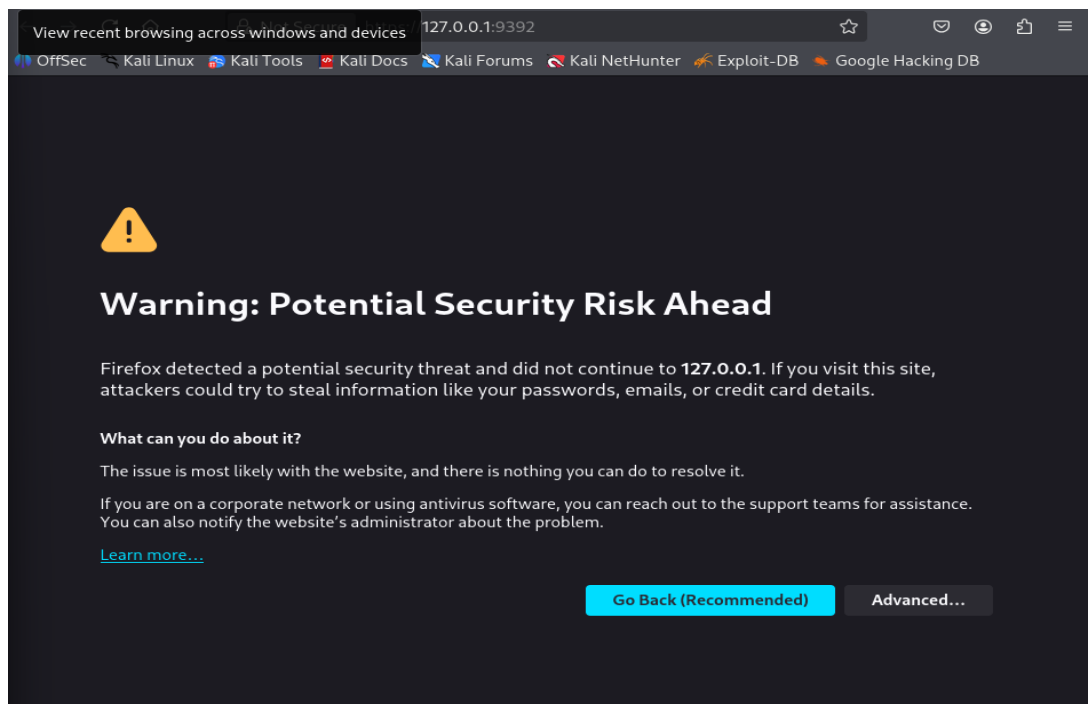 View recent browsing across windows and devices
127.0.0.1:9392
OffSec Kali Linux Kali Tools Kali Docs Kali Forums Kali NetHunter Exploit-DB Google Hacking DB
Warning: Potential Security Risk Ahead
Firefox detected a potential security threat and did not continue to 127.0.0.1. If you visit this site,
attackers could try to steal information like your passwords, emails, or credit card details.
What can you do about it?
The issue is most likely with the website, and there is nothing you can do to resolve it.
If you are on a corporate network or using antivirus software, you can reach out to the support teams for assistance.
You can also notify the website’s administrator about the problem.
Learn more...
Go Back (Recommended) Advanced...